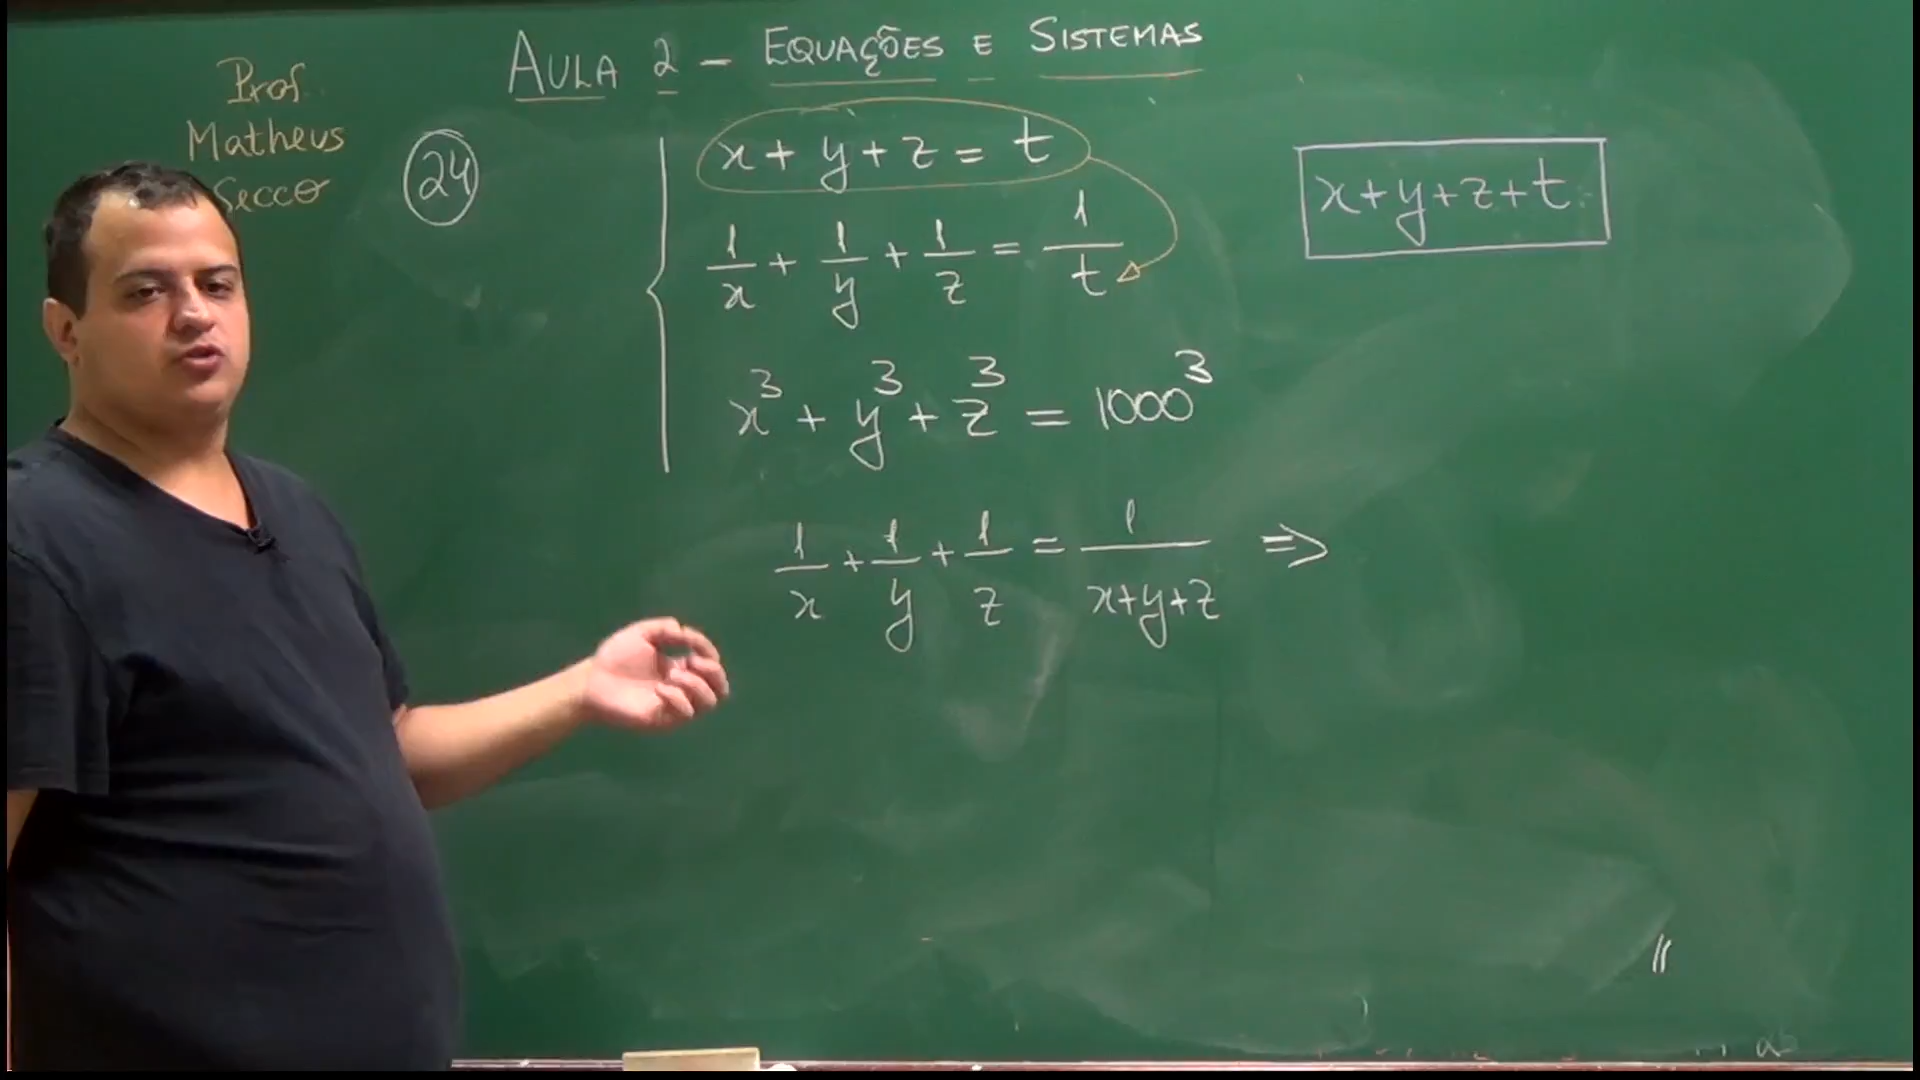 AULA 2 – EQUAÇÕES E SISTEMAS
Prof.
Matheus
Secco
24
x + y + z = t
1/x + 1/y + 1/z = 1/t
x³ + y³ + z³ = 1000³
x+y+z+t
1/x + 1/y + 1/z = 1/(x+y+z) ⇒